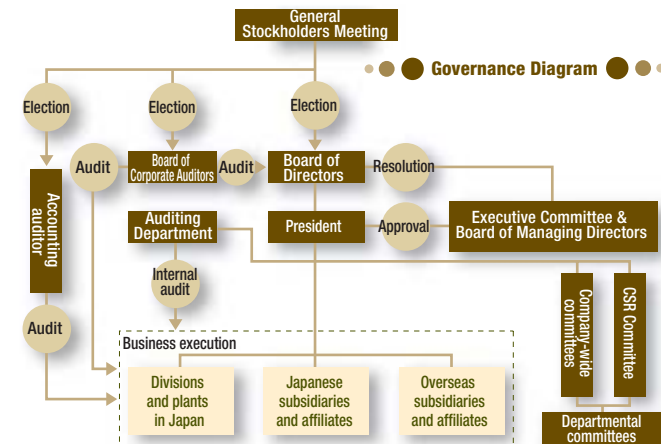 General
Stockholders Meeting
Governance Diagram
Election
Election
Election
Audit
Board of
Corporate Auditors
Audit
Board of
Directors
Resolution
Accounting
auditor
Auditing
Department
President
Approval
Executive Committee &
Board of Managing Directors
Internal
audit
Company-wide
committees
CSR Committee
Audit
Business execution
Divisions
and plants
in Japan
Japanese
subsidiaries
and affiliates
Overseas
subsidiaries
and affiliates
Departmental
committees